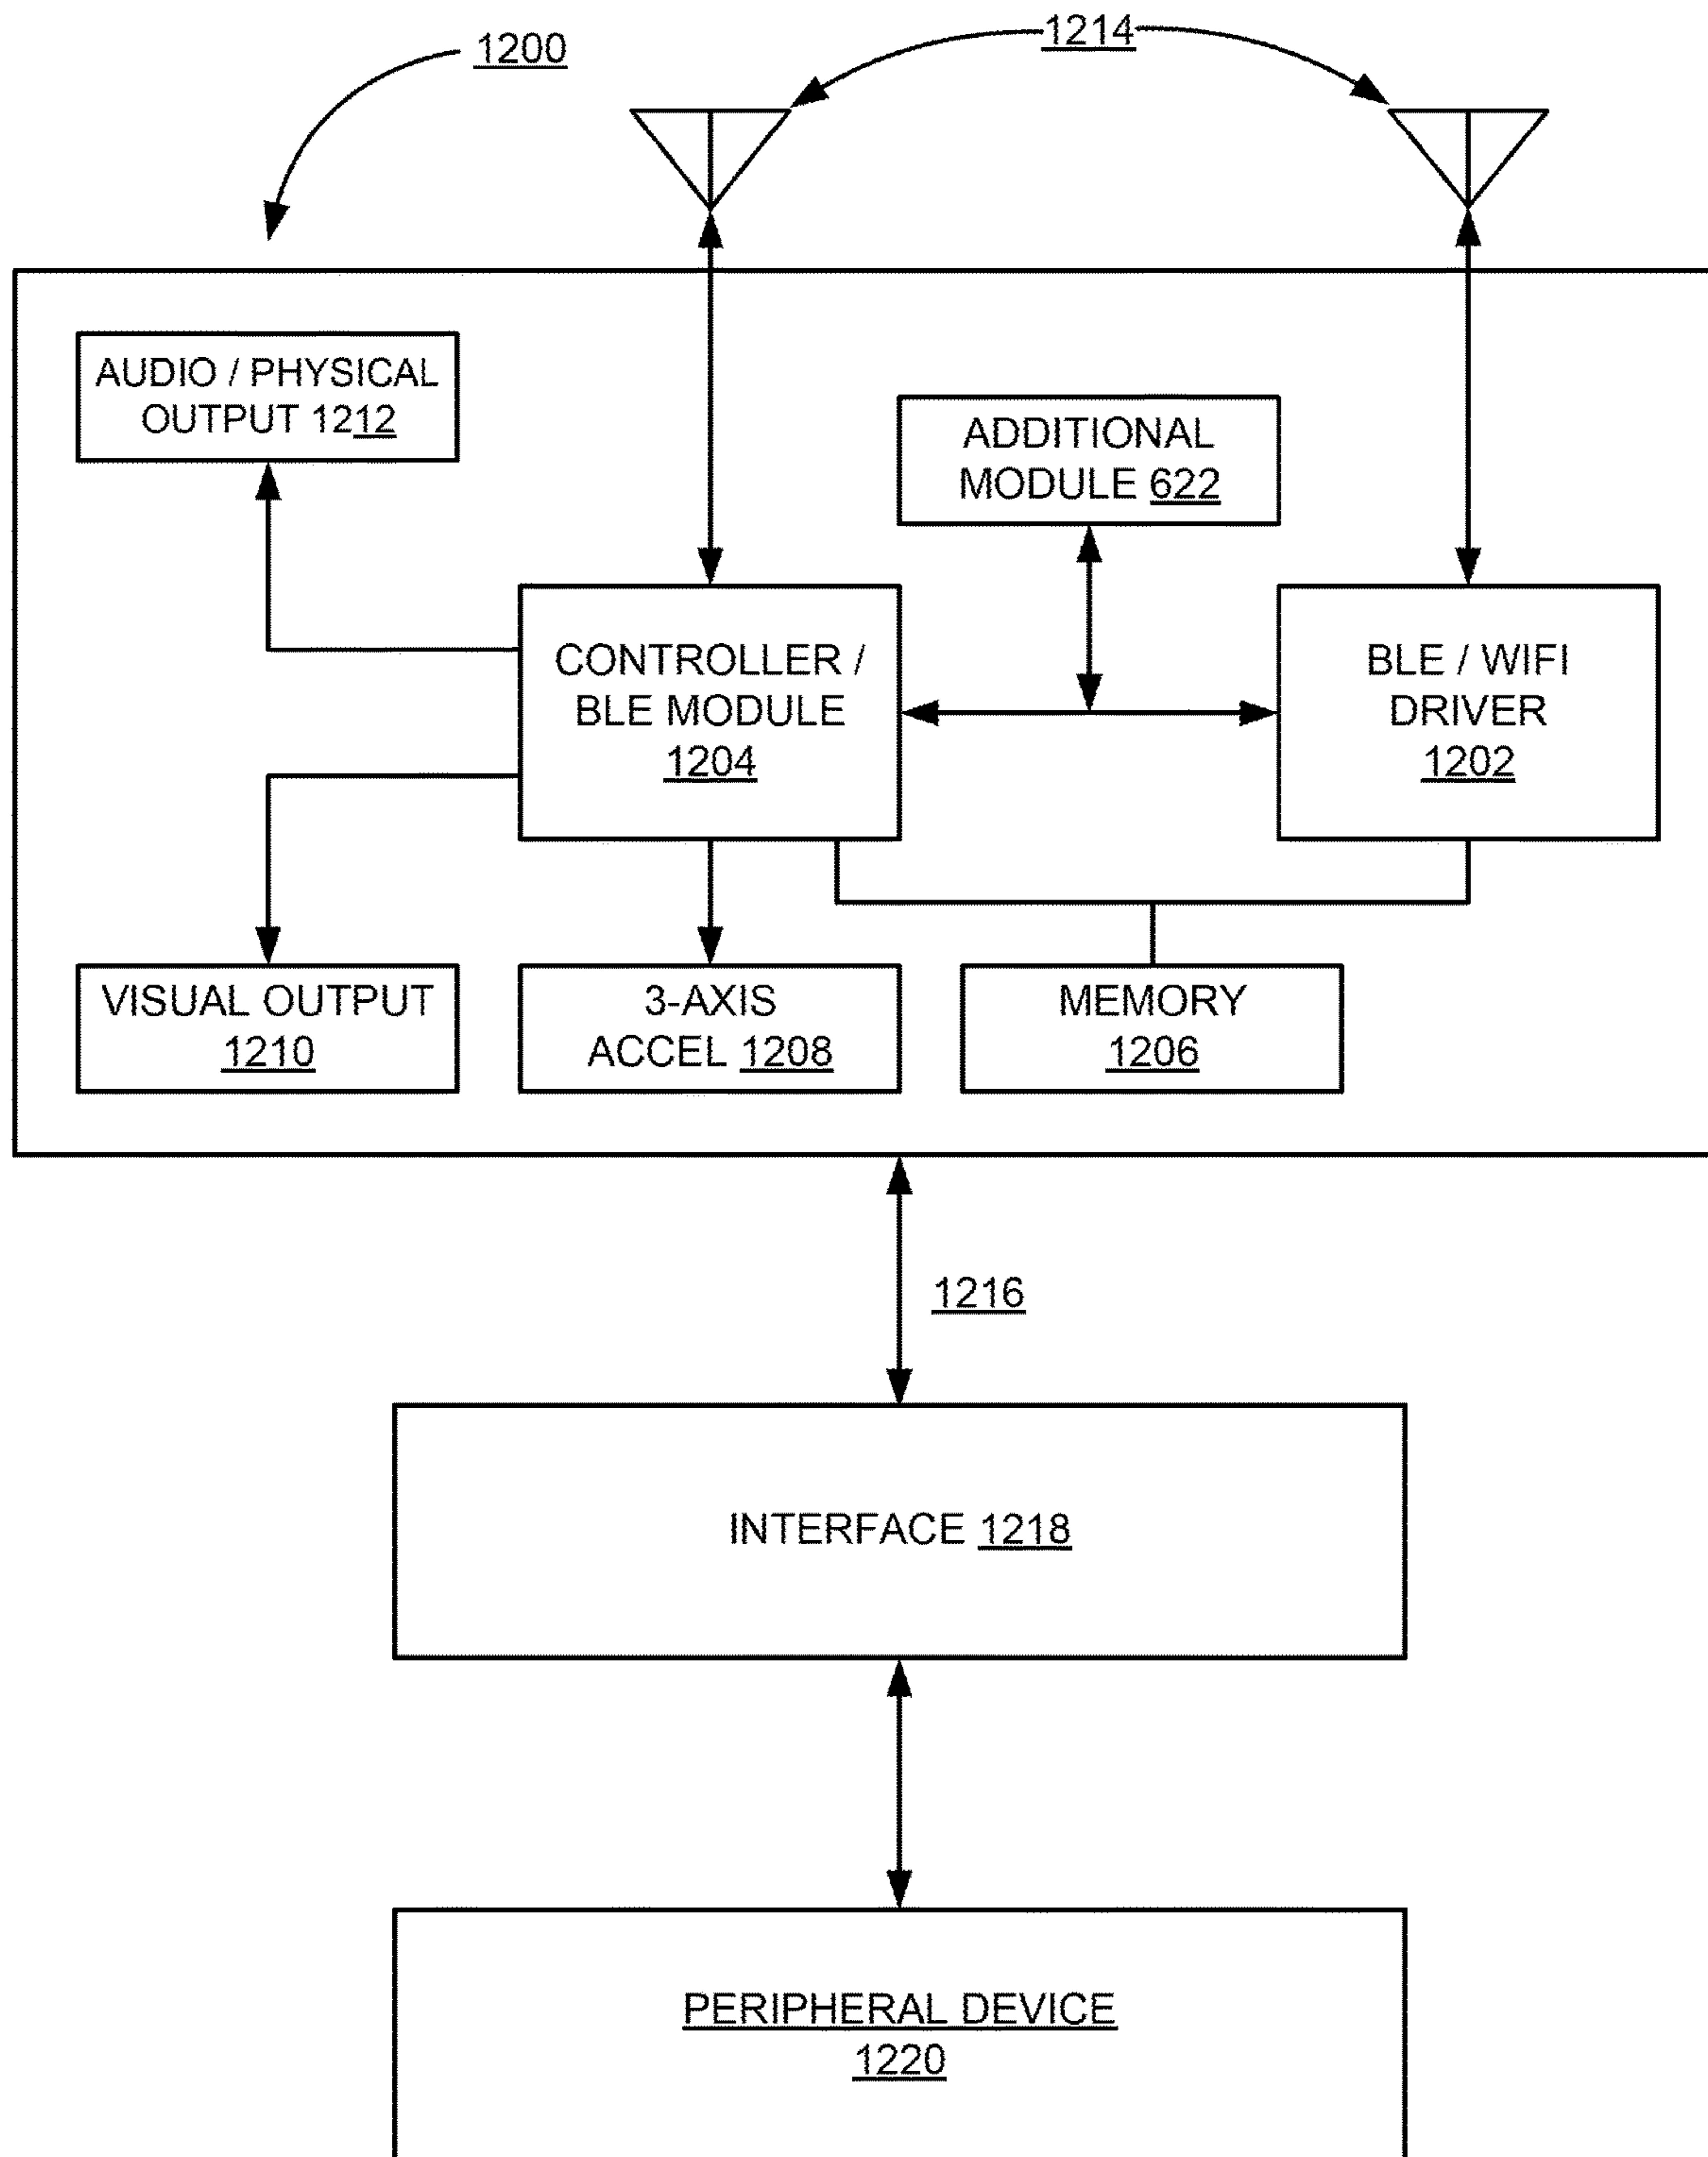 1200
1214
AUDIO / PHYSICAL
OUTPUT 1212
ADDITIONAL
MODULE 622
CONTROLLER /
BLE MODULE
1204
BLE / WIFI
DRIVER
1202
VISUAL OUTPUT
1210
3-AXIS
ACCEL 1208
MEMORY
1206
1216
INTERFACE 1218
PERIPHERAL DEVICE
1220